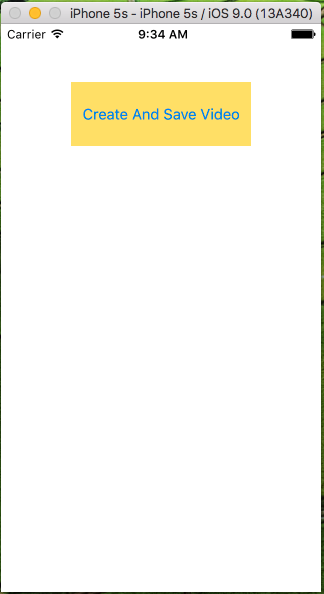 iPhone 5s - iPhone 5s / iOS 9.0 (13A340)
Carrier 9:34 AM
Create And Save Video